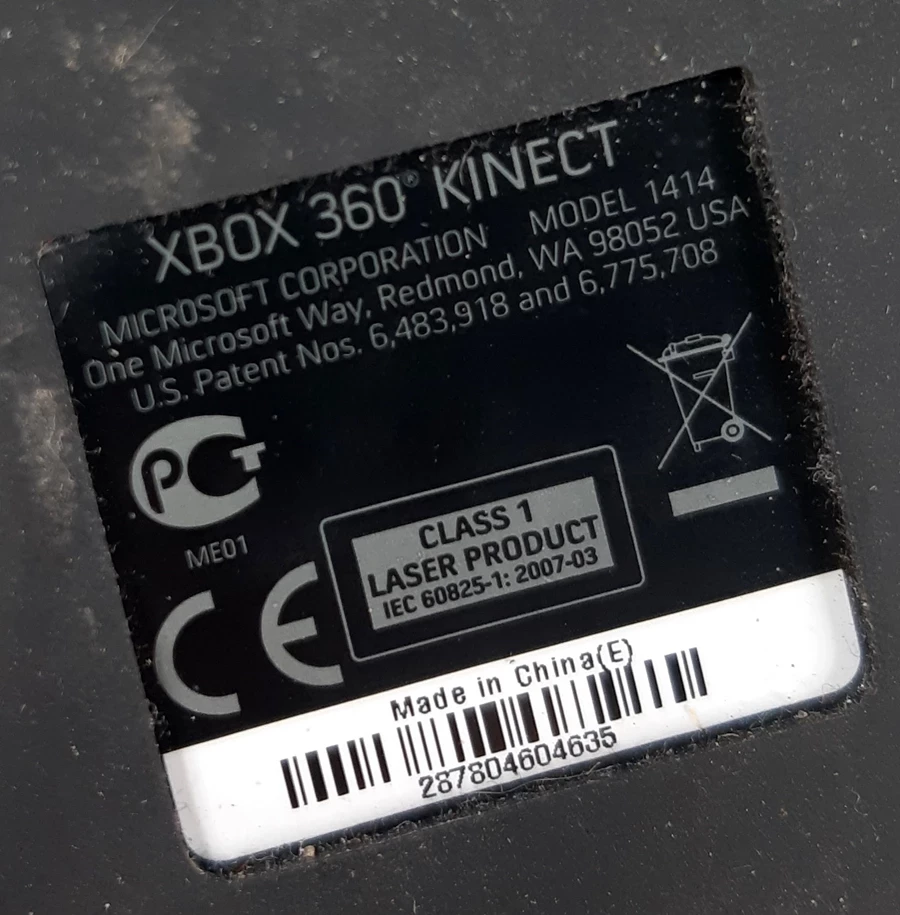 XBOX 360® KINECT
MICROSOFT CORPORATION MODEL 1414
One Microsoft Way, Redmond, WA 98052 USA
U.S. Patent Nos. 6,483,918 and 6,775,708
PCT
ME01
CLASS 1
LASER PRODUCT
IEC 60825-1: 2007-03
CE
Made in China(E)
287804604635